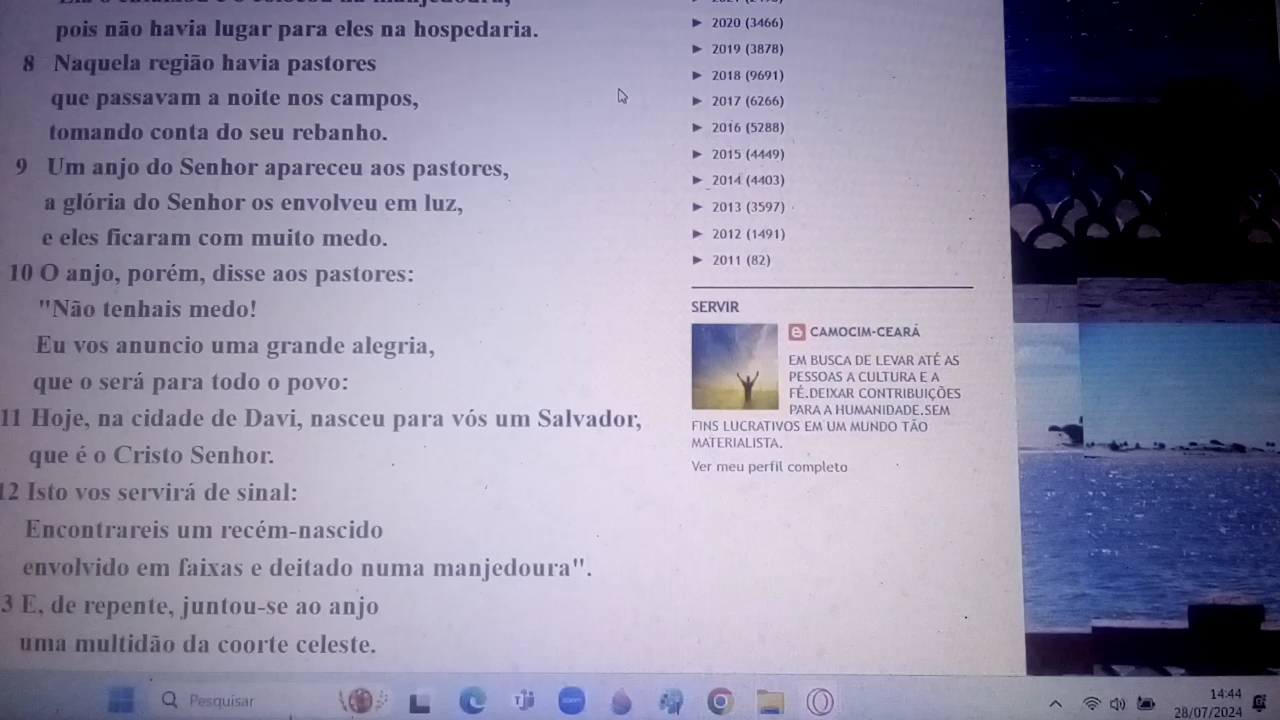 pois não havia lugar para eles na hospedaria.
8 Naquela região havia pastores
que passavam a noite nos campos,
tomando conta do seu rebanho.
9 Um anjo do Senhor apareceu aos pastores,
a glória do Senhor os envolveu em luz,
e eles ficaram com muito medo.
10 O anjo, porém, disse aos pastores:
"Não tenhais medo!
Eu vos anuncio uma grande alegria,
que o será para todo o povo:
11 Hoje, na cidade de Davi, nasceu para vós um Salvador,
que é o Cristo Senhor.
12 Isto vos servirá de sinal:
Encontrareis um recém-nascido
envolvido em faixas e deitado numa manjedoura".
3 E, de repente, juntou-se ao anjo
uma multidão da coorte celeste.
► 2020 (3466)
► 2019 (3878)
► 2018 (9691)
► 2017 (6266)
► 2016 (5288)
► 2015 (4449)
► 2014 (4403)
► 2013 (3597)
► 2012 (1491)
► 2011 (82)
SERVIR
CAMOCIM-CEARÁ
EM BUSCA DE LEVAR ATÉ AS
PESSOAS A CULTURA E A
FÉ.DEIXAR CONTRIBUIÇÕES
PARA A HUMANIDADE.SEM
FINS LUCRATIVOS EM UM MUNDO TÃO
MATERIALISTA.
Ver meu perfil completo
Pesquisar
zoom
14:44
28/07/2024